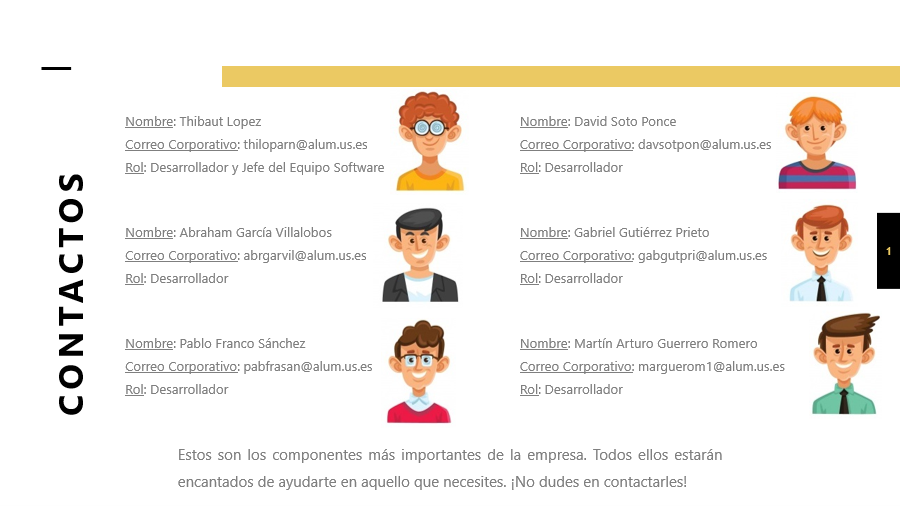 CONTACTOS
Nombre: Thibaut Lopez
Correo Corporativo: thiloparn@alum.us.es
Rol: Desarrollador y Jefe del Equipo Software
Nombre: David Soto Ponce
Correo Corporativo: davsotpon@alum.us.es
Rol: Desarrollador
Nombre: Abraham García Villalobos
Correo Corporativo: abrgarvil@alum.us.es
Rol: Desarrollador
Nombre: Gabriel Gutiérrez Prieto
Correo Corporativo: gabgutpri@alum.us.es
Rol: Desarrollador
1
Nombre: Pablo Franco Sánchez
Correo Corporativo: pabfrasan@alum.us.es
Rol: Desarrollador
Nombre: Martín Arturo Guerrero Romero
Correo Corporativo: marguerom1@alum.us.es
Rol: Desarrollador
Estos son los componentes más importantes de la empresa. Todos ellos estarán
encantados de ayudarte en aquello que necesites. ¡No dudes en contactarles!